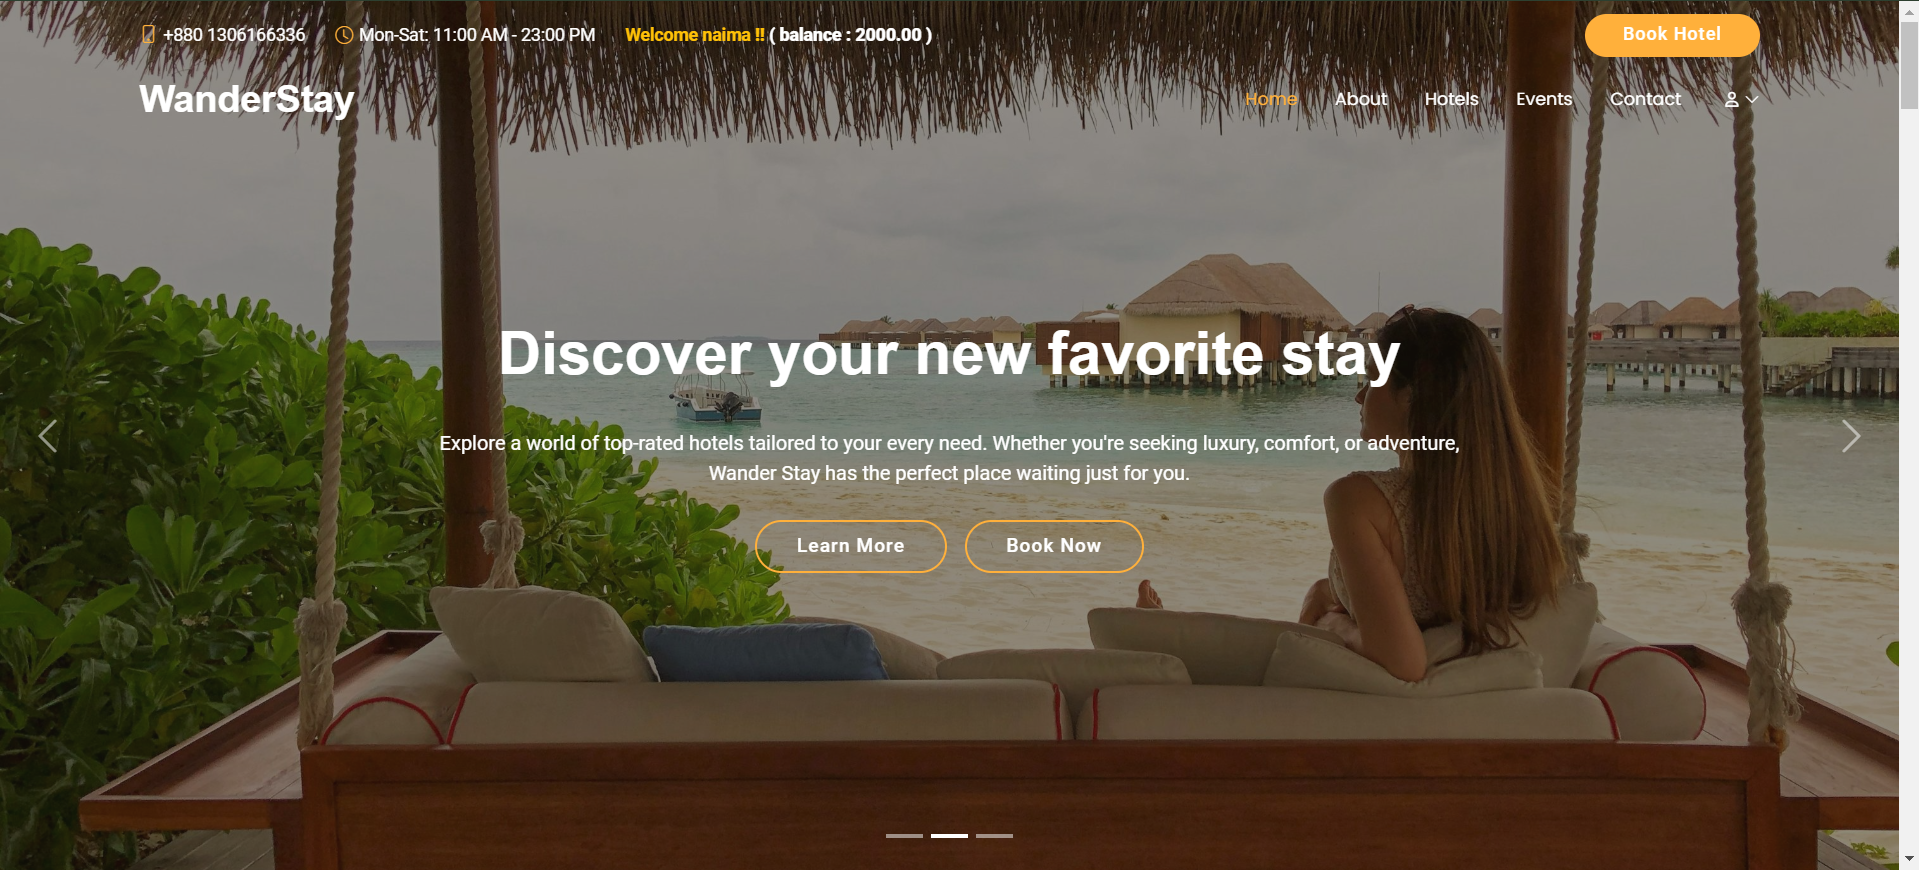 +880 1306166336 Mon-Sat: 11:00 AM - 23:00 PM Welcome naima !! ( balance : 2000.00 ) Book Hotel
WanderStay Home About Hotels Events Contact
Discover your new favorite stay
Explore a world of top-rated hotels tailored to your every need. Whether you're seeking luxury, comfort, or adventure,
Wander Stay has the perfect place waiting just for you.
Learn More Book Now